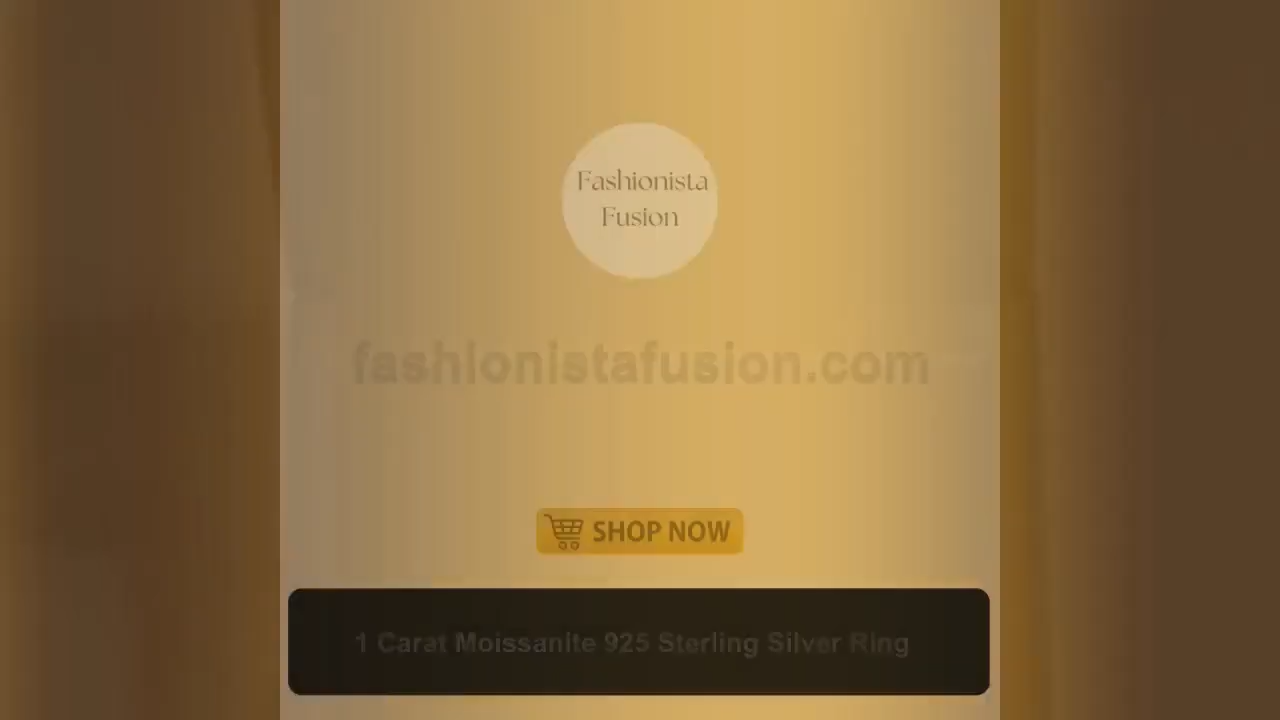 Fashionista
Fusion
fashionistafusion.com
SHOP NOW
1 Carat Moissanite 925 Sterling Silver Ring